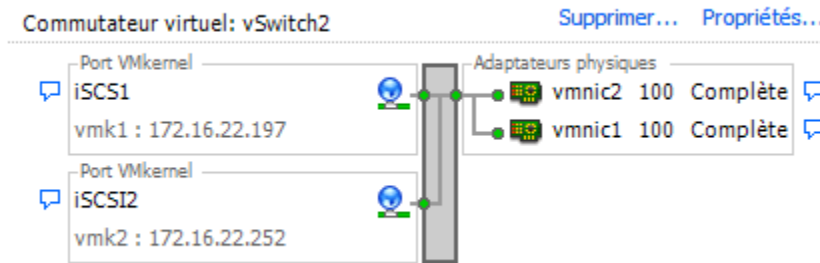 Commutateur virtuel: vSwitch2 Supprimer... Propriétés...
Port VMkernel
iSCS1
vmk1 : 172.16.22.197
Adaptateurs physiques
vmnic2 100 Complète
vmnic1 100 Complète
Port VMkernel
iSCSI2
vmk2 : 172.16.22.252